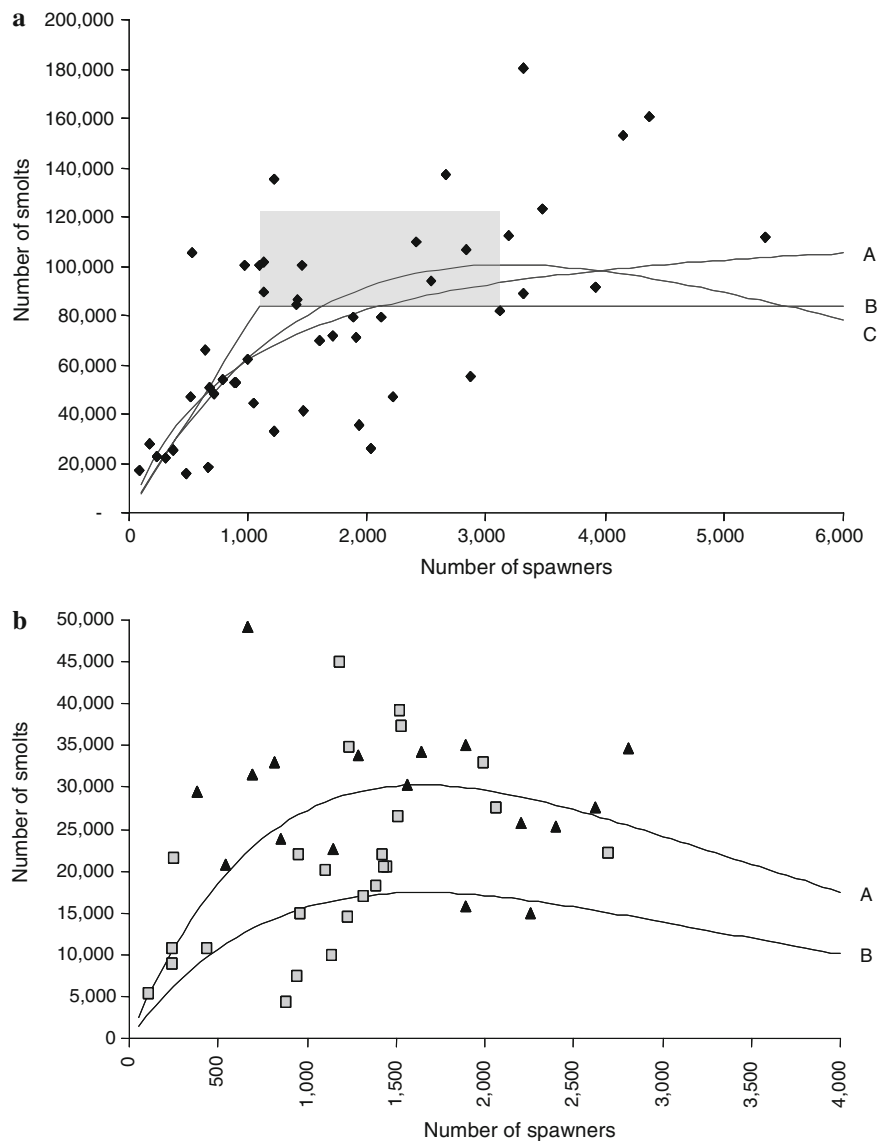 a
200,000
180,000
160,000
140,000
120,000
100,000
80,000
60,000
40,000
20,000
-
Number of smolts
0 1,000 2,000 3,000 4,000 5,000 6,000
Number of spawners
A
B
C
b
50,000
45,000
40,000
35,000
30,000
25,000
20,000
15,000
10,000
5,000
0
Number of smolts
0 500 1,000 1,500 2,000 2,500 3,000 3,500 4,000
Number of spawners
A
B